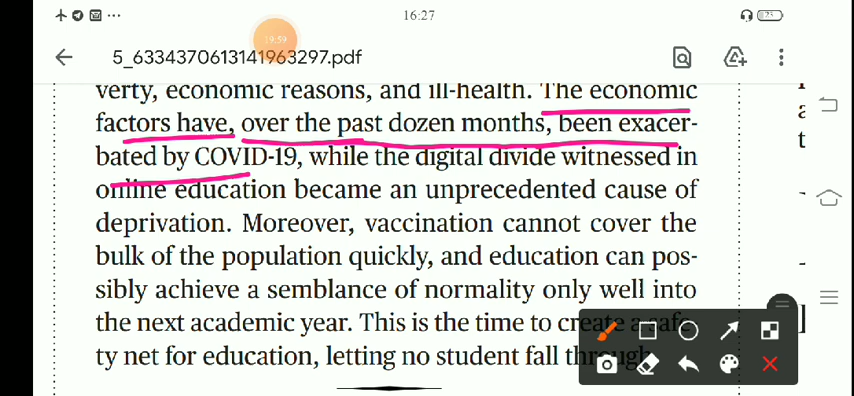 16:27
23
19:59
5_6334370613141963297.pdf
verty, economic reasons, and ill-health. The economic
factors have, over the past dozen months, been exacer-
bated by COVID-19, while the digital divide witnessed in
online education became an unprecedented cause of
deprivation. Moreover, vaccination cannot cover the
bulk of the population quickly, and education can pos-
sibly achieve a semblance of normality only well into
the next academic year. This is the time to create a safe-
ty net for education, letting no student fall through